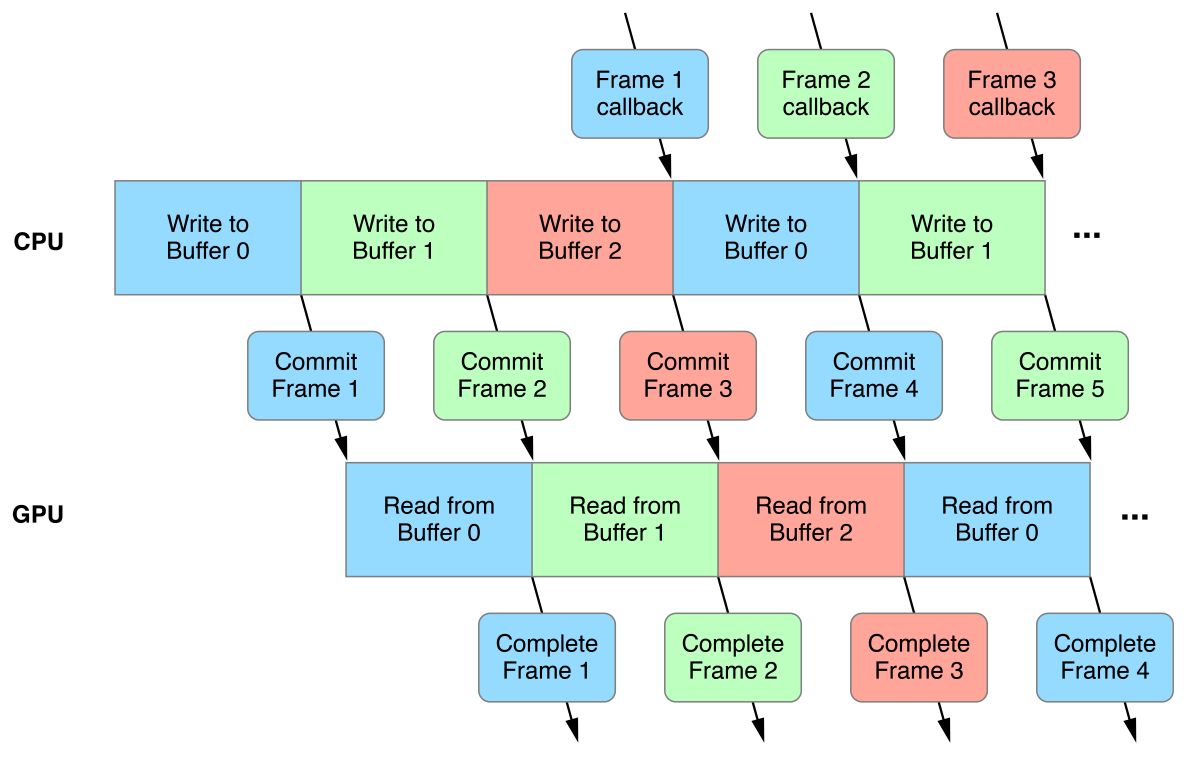 Frame 1
callback
Frame 2
callback
Frame 3
callback
CPU
Write to
Buffer 0
Write to
Buffer 1
Write to
Buffer 2
Write to
Buffer 0
Write to
Buffer 1
...
Commit
Frame 1
Commit
Frame 2
Commit
Frame 3
Commit
Frame 4
Commit
Frame 5
GPU
Read from
Buffer 0
Read from
Buffer 1
Read from
Buffer 2
Read from
Buffer 0
...
Complete
Frame 1
Complete
Frame 2
Complete
Frame 3
Complete
Frame 4